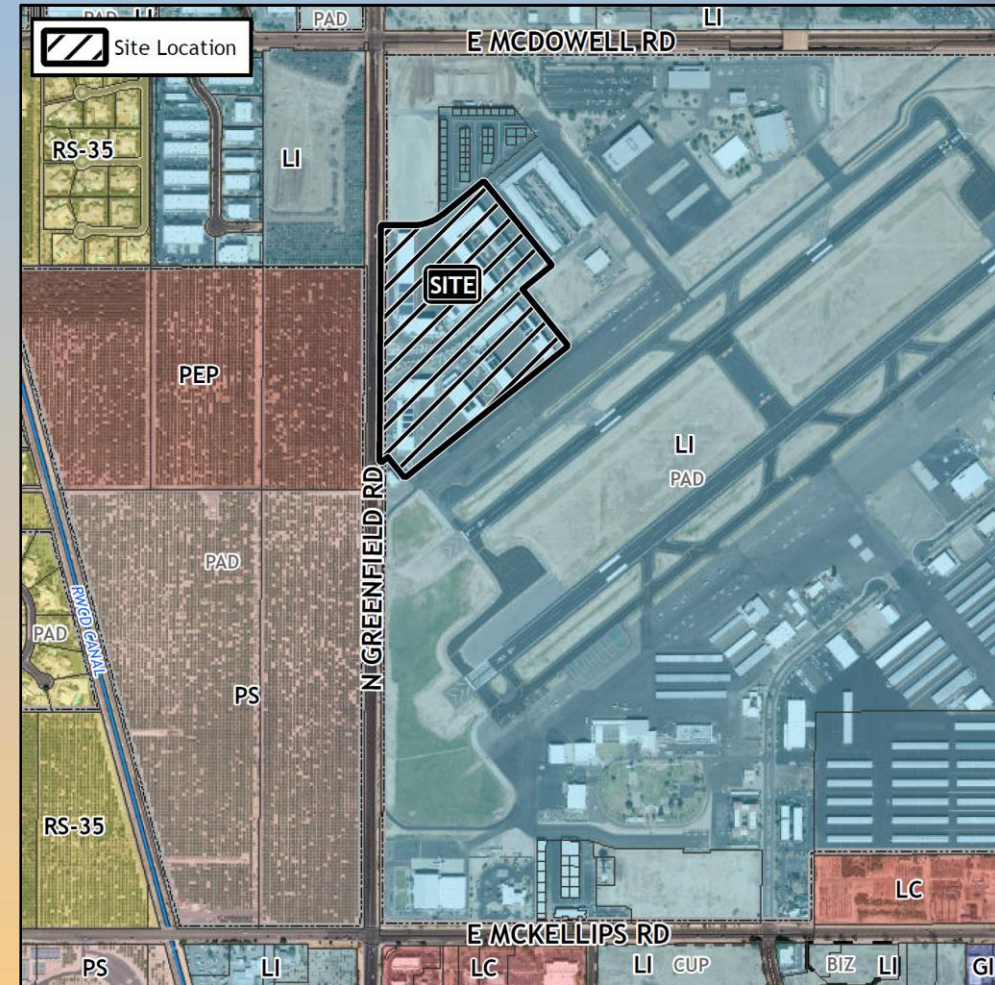 PAD LI
PAD
LI
Site Location
E MCDOWELL RD
RS-35
LI
SITE
PEP
LI
PAD
N GREENFIELD RD
PAD
RWCD CANAL
PAD
PS
RS-35
LC
E MCKELLIPS RD
PS
LI
LC
LI CUP
BIZ LI
GI